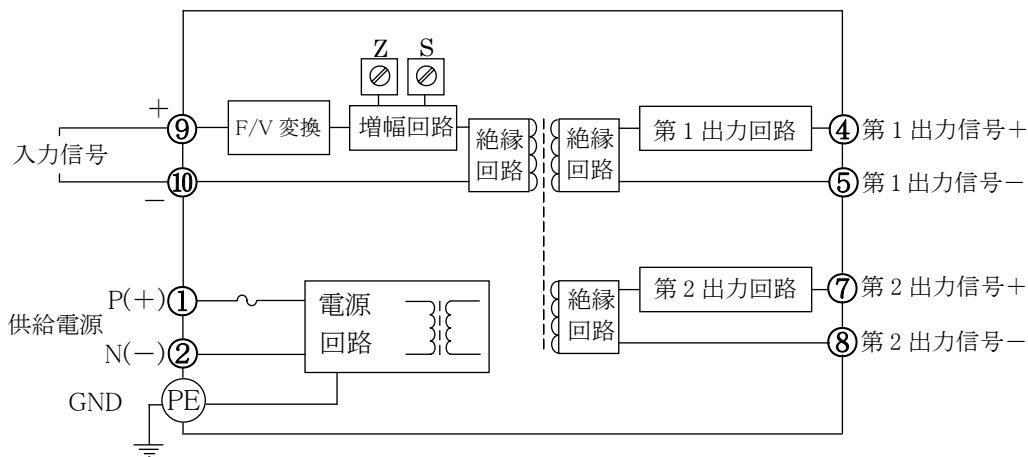 Z S
+
⑨
F/V 変換
増幅回路
絶縁
回路
絶縁
回路
第1出力回路
④ 第1出力信号+
入力信号
⑩
−
⑤ 第1出力信号−
P(+) ①
供給電源
N(−) ②
電源
回路
絶縁
回路
第2出力回路
⑦ 第2出力信号+
⑧ 第2出力信号−
GND PE